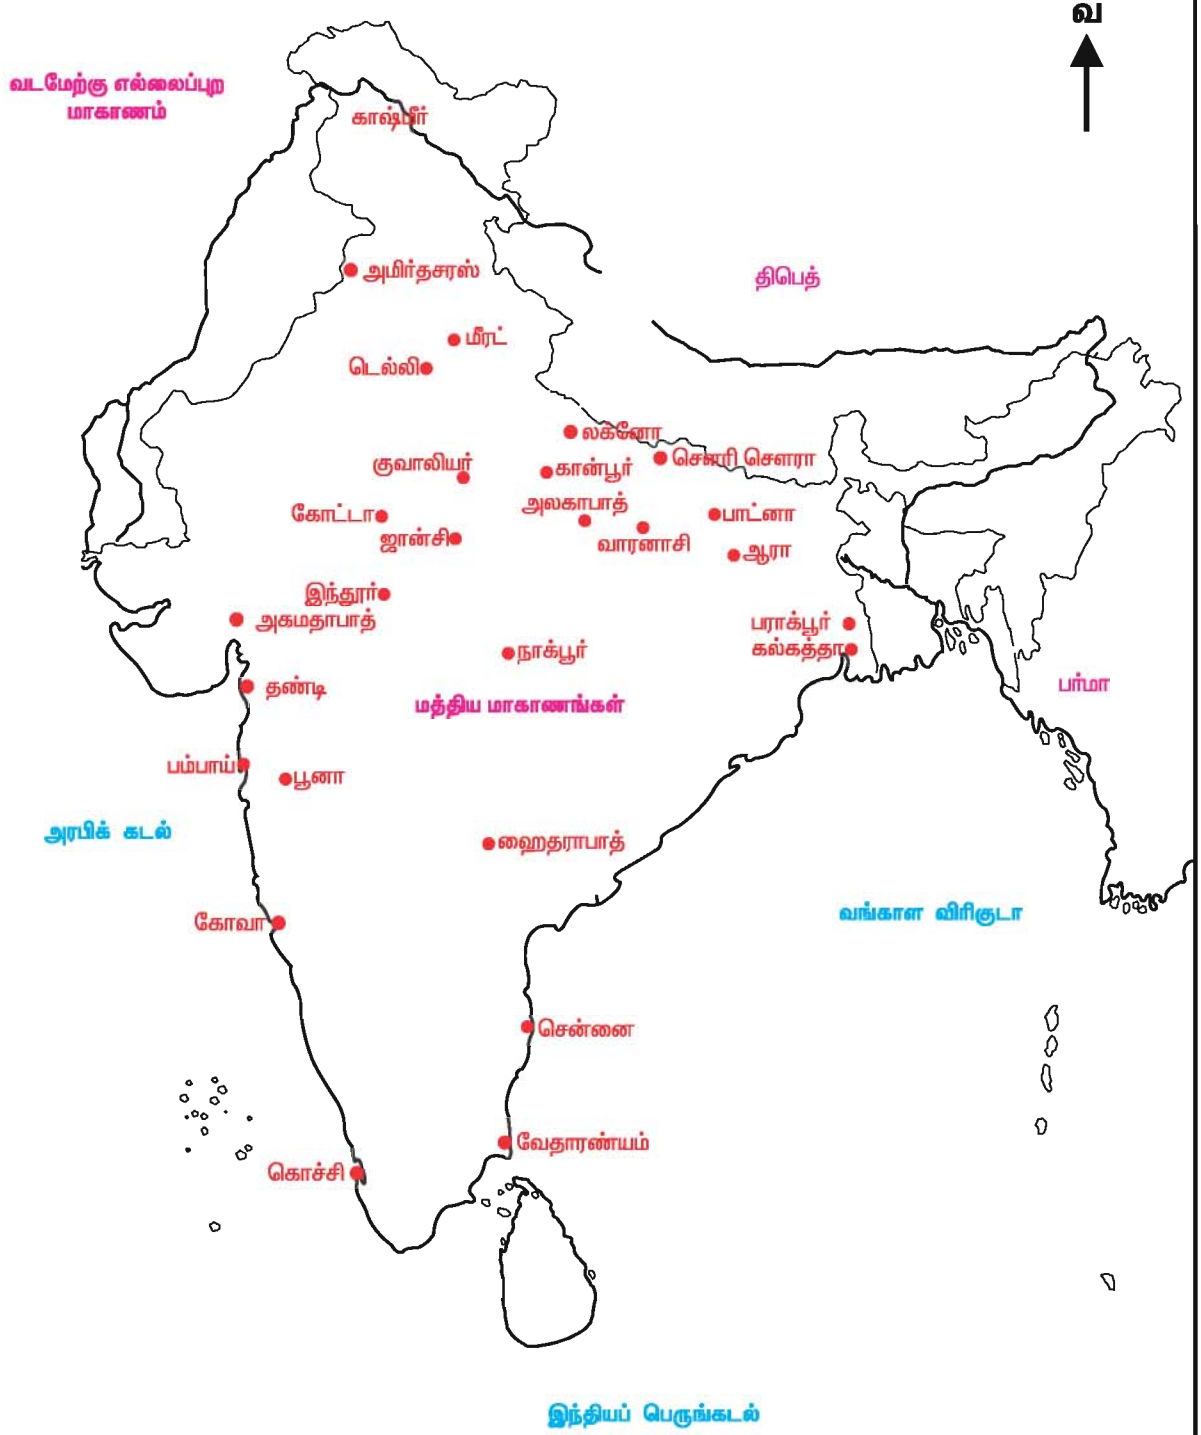 வ
வடமேற்கு எல்லைப்புற
மாகாணம்
காஷ்மீர்
அமிர்தசரஸ்
திபெத்
மீரட்
டெல்லி
லக்னோ
சௌரி சௌரா
குவாலியர்
கான்பூர்
அலகாபாத்
கோட்டா
பாட்னா
ஜான்சி
வாரனாசி
ஆரா
இந்தூர்
அகமதாபாத்
பராக்பூர்
நாக்பூர்
கல்கத்தா
தண்டி
பர்மா
மத்திய மாகாணங்கள்
பம்பாய்
பூனா
அரபிக் கடல்
ஹைதராபாத்
வங்காள விரிகுடா
கோவா
சென்னை
வேதாரண்யம்
கொச்சி
இந்தியப் பெருங்கடல்